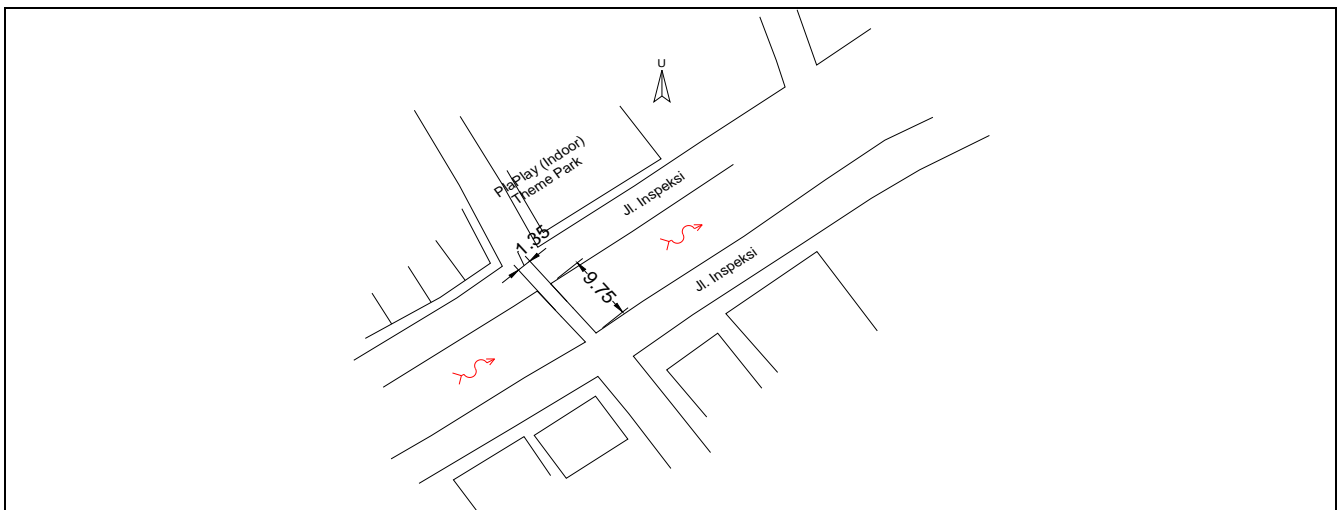 U
PlaPlay (Indoor)
Theme Park
Jl. Inspeksi
1.35
9.75
Jl. Inspeksi